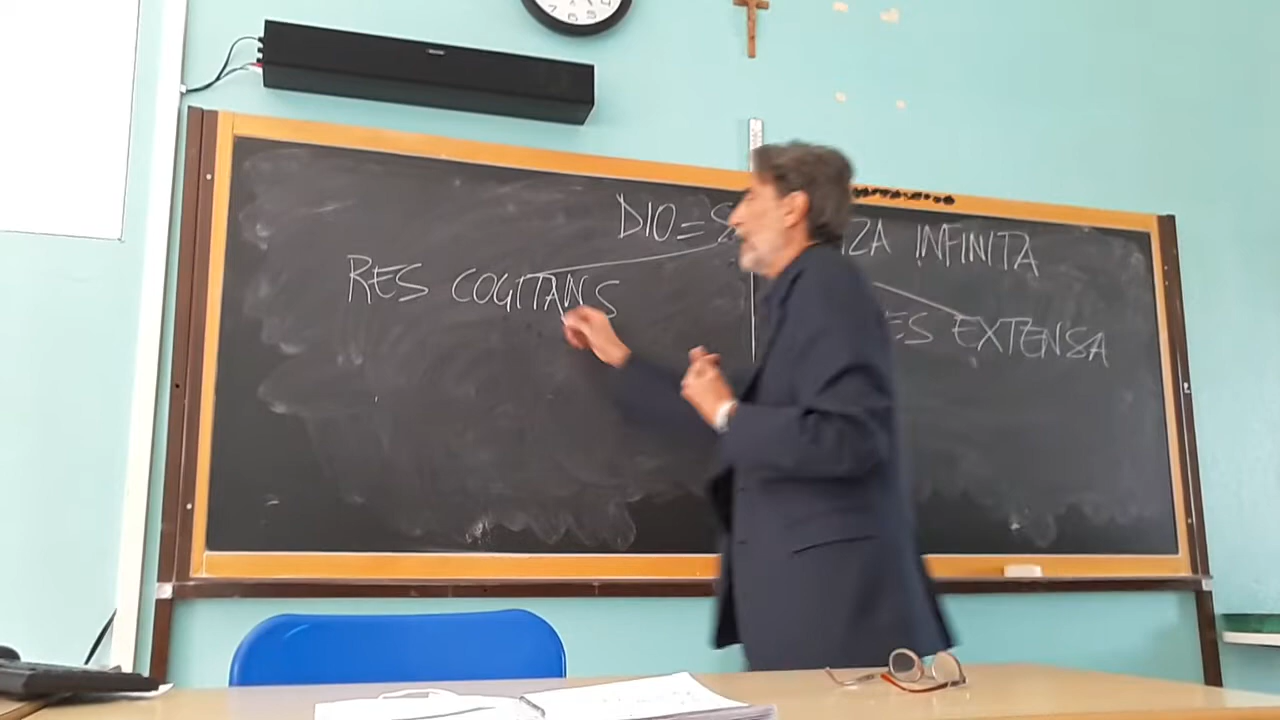 DIO = S ZA INFINITA
RES COGITANS
ES EXTENSA